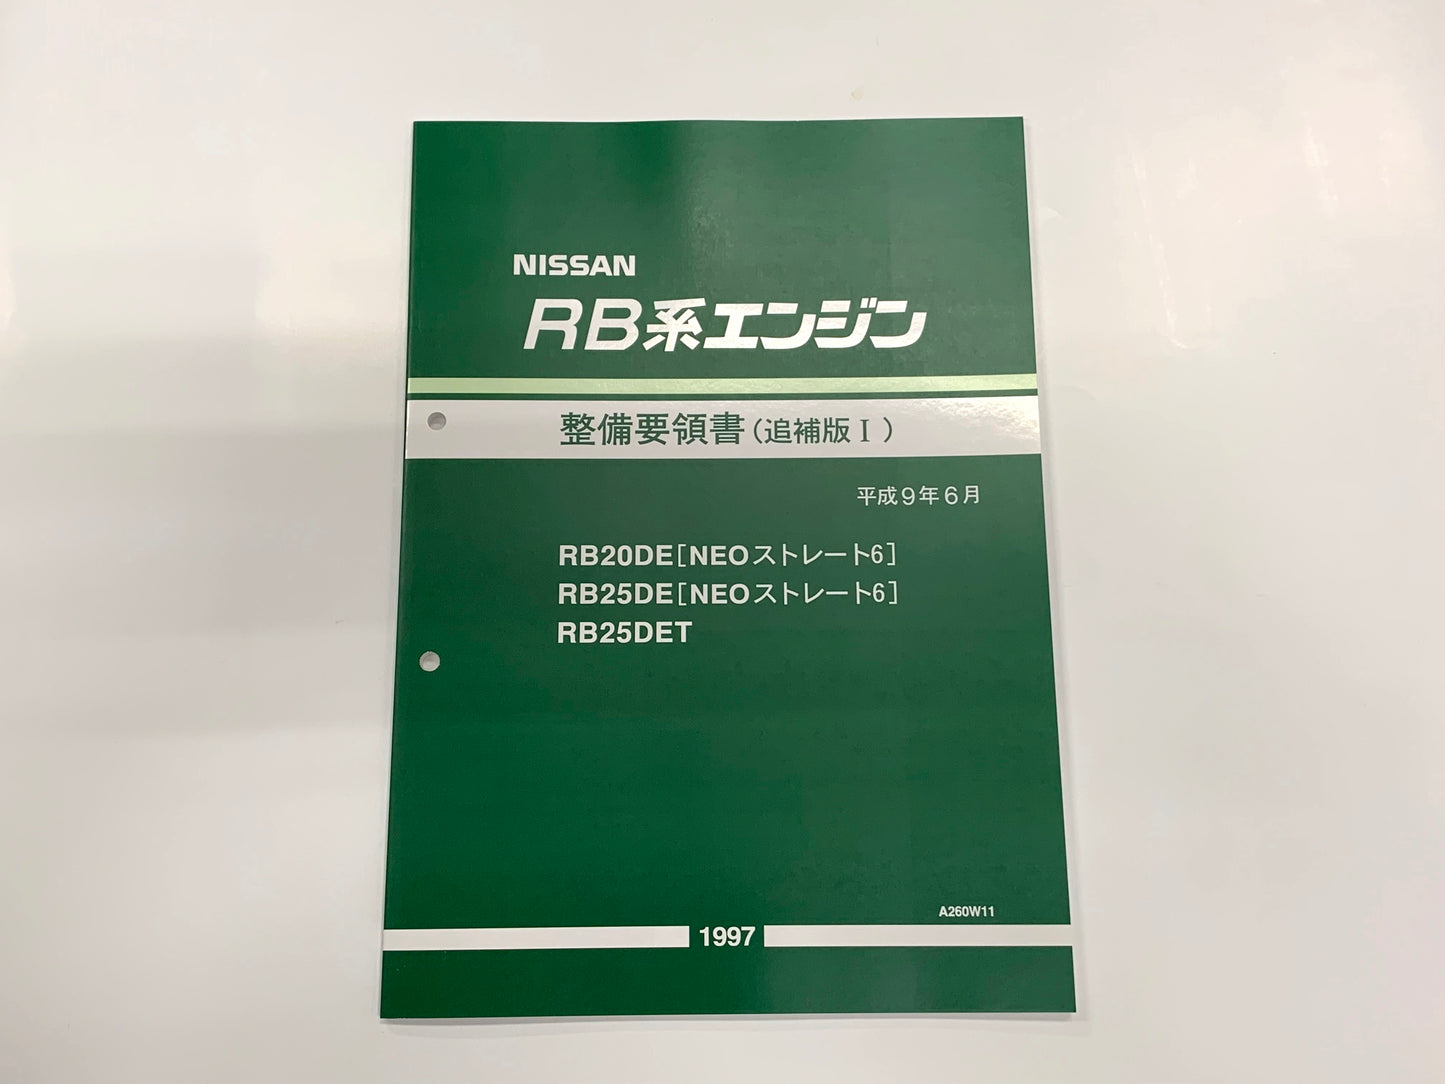 NISSAN
RB系エンジン
整備要領書(追補版Ⅰ)
平成9年6月
RB20DE[NEOストレート6]
RB25DE[NEOストレート6]
RB25DET
A260W11
1997